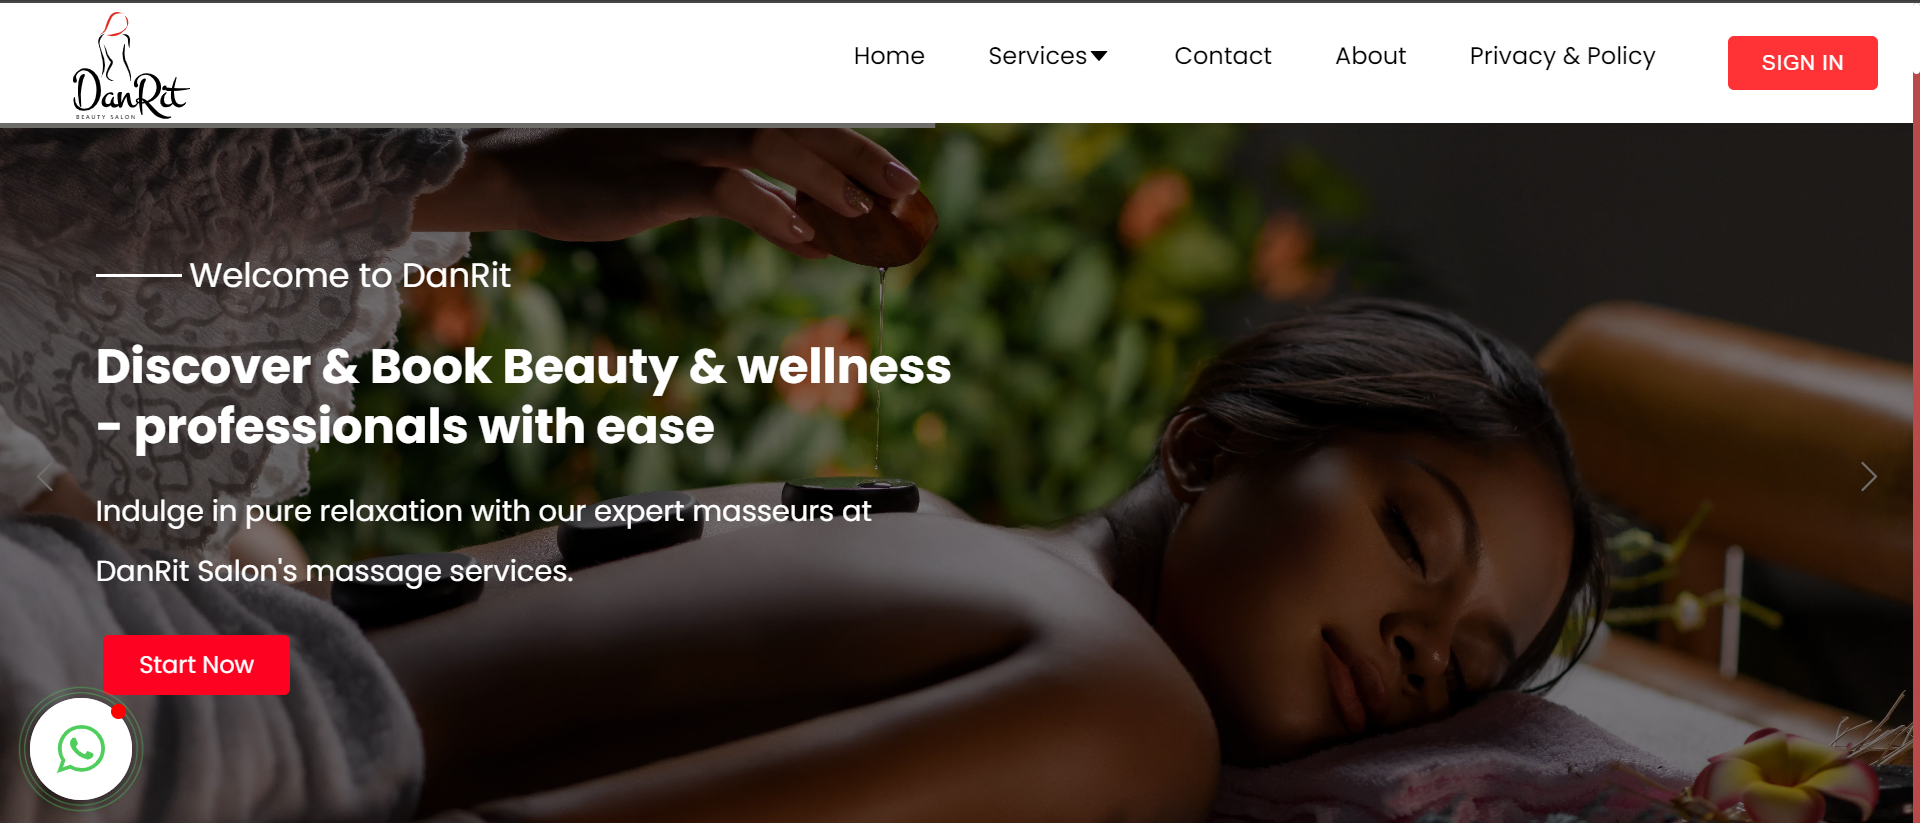 DanRit
BEAUTY SALON
Home
Services
Contact
About
Privacy & Policy
SIGN IN
Welcome to DanRit
Discover & Book Beauty & wellness
- professionals with ease
Indulge in pure relaxation with our expert masseurs at
DanRit Salon's massage services.
Start Now